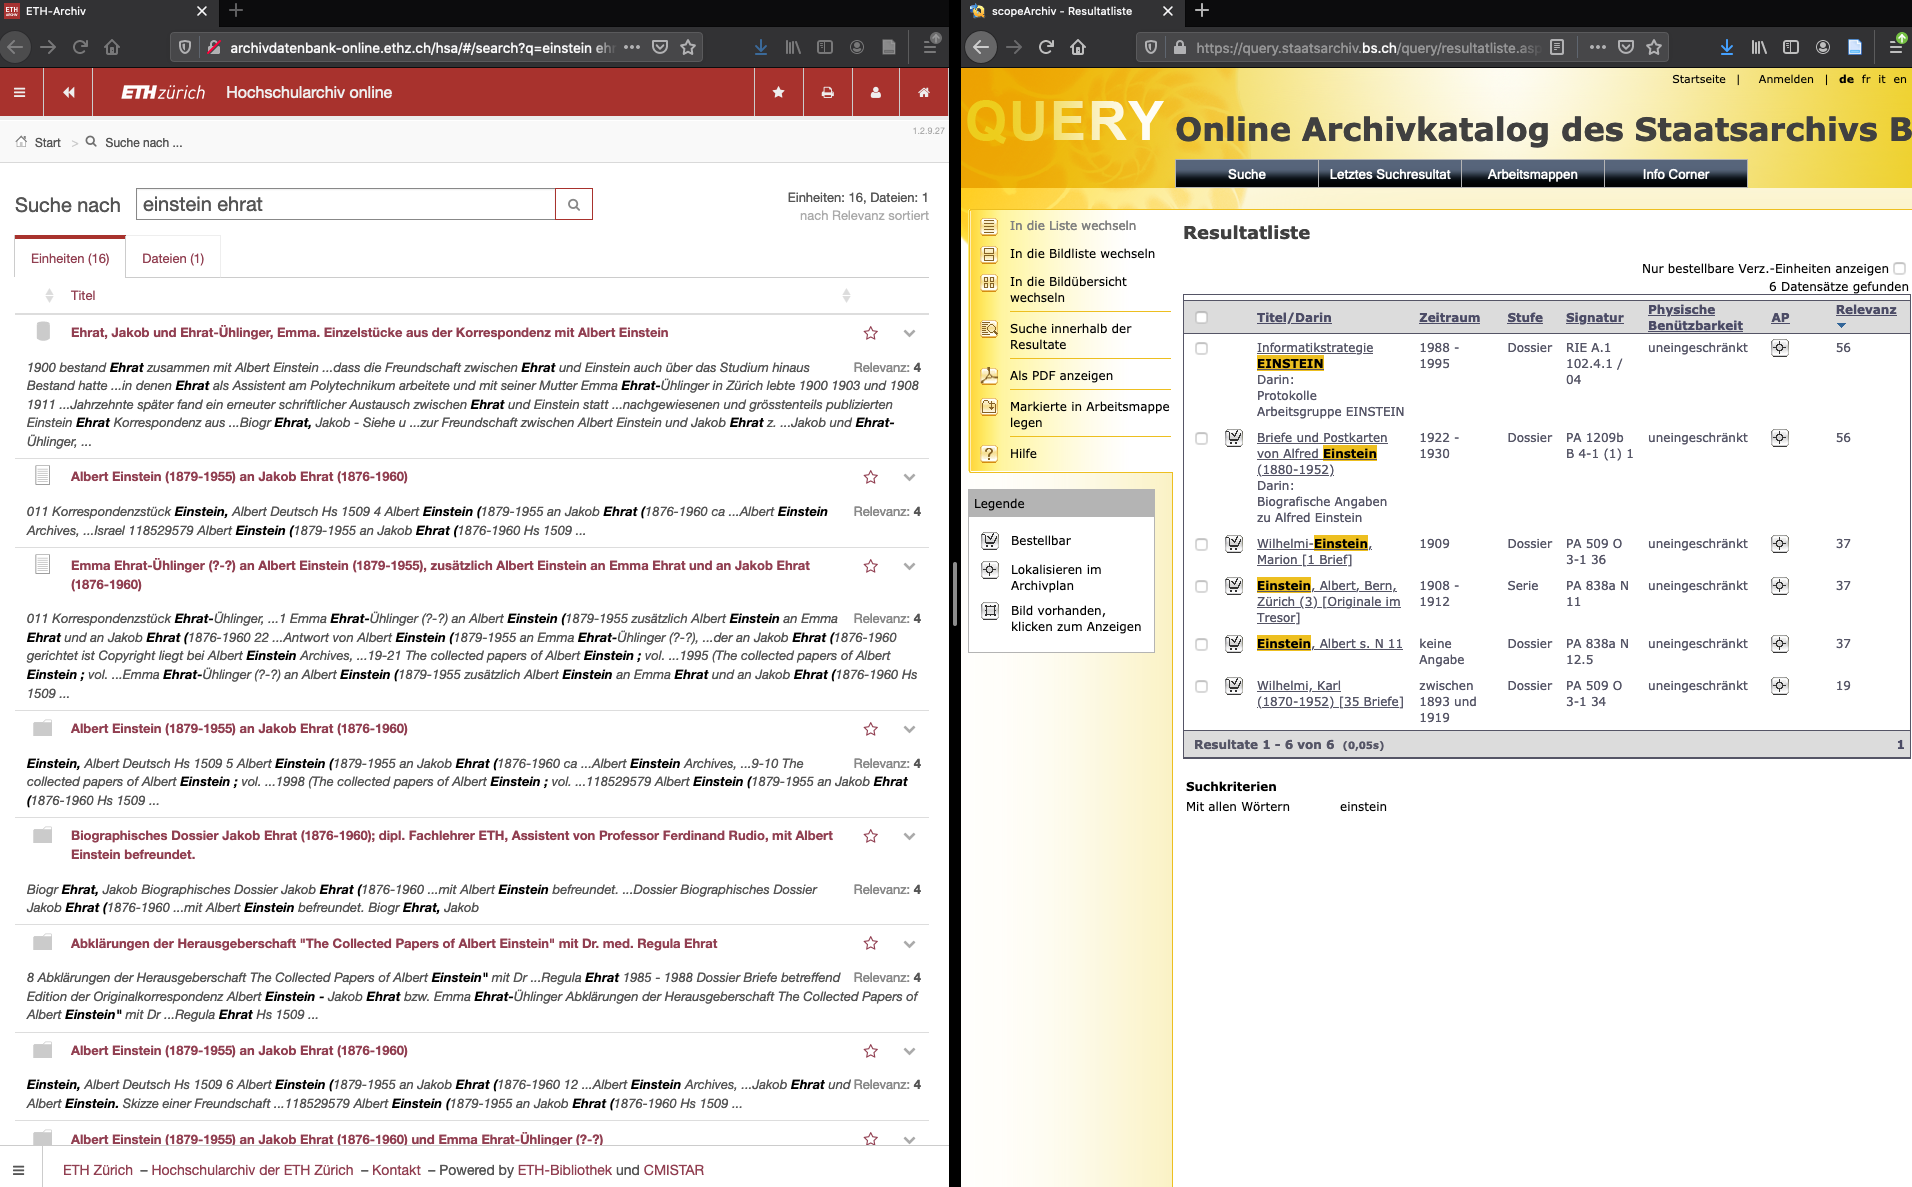 ETH-Archiv
archivdatenbank-online.ethz.ch/hsa/#/search?q=einstein ehr
ETH zürich Hochschularchiv online
1.2.9.27
Start > Suche nach ...
Suche nach einstein ehrat
Einheiten: 16, Dateien: 1
nach Relevanz sortiert
Einheiten (16) Dateien (1)
Titel
Ehrat, Jakob und Ehrat-Ühlinger, Emma. Einzelstücke aus der Korrespondenz mit Albert Einstein
1900 bestand Ehrat zusammen mit Albert Einstein ...dass die Freundschaft zwischen Ehrat und Einstein auch über das Studium hinaus Relevanz: 4
Bestand hatte ...in denen Ehrat als Assistent am Polytechnikum arbeitete und mit seiner Mutter Emma Ehrat-Ühlinger in Zürich lebte 1900 1903 und 1908
1911 ...Jahrzehnte später fand ein erneuter schriftlicher Austausch zwischen Ehrat und Einstein statt ...nachgewiesenen und grösstenteils publizierten
Einstein Ehrat Korrespondenz aus ...Biogr Ehrat, Jakob - Siehe u ...zur Freundschaft zwischen Albert Einstein und Jakob Ehrat z. ...Jakob und Ehrat-
Ühlinger, ...
Albert Einstein (1879-1955) an Jakob Ehrat (1876-1960)
011 Korrespondenzstück Einstein, Albert Deutsch Hs 1509 4 Albert Einstein (1879-1955 an Jakob Ehrat (1876-1960 ca ...Albert Einstein Relevanz: 4
Archives, ...Israel 118529579 Albert Einstein (1879-1955 an Jakob Ehrat (1876-1960 Hs 1509 ...
Emma Ehrat-Ühlinger (?-?) an Albert Einstein (1879-1955), zusätzlich Albert Einstein an Emma Ehrat und an Jakob Ehrat
(1876-1960)
011 Korrespondenzstück Ehrat-Ühlinger, ...1 Emma Ehrat-Ühlinger (?-?) an Albert Einstein (1879-1955 zusätzlich Albert Einstein an Emma Relevanz: 4
Ehrat und an Jakob Ehrat (1876-1960 22 ...Antwort von Albert Einstein (1879-1955 an Emma Ehrat-Ühlinger (?-?), ...der an Jakob Ehrat (1876-1960
gerichtet ist Copyright liegt bei Albert Einstein Archives, ...19-21 The collected papers of Albert Einstein ; vol. ...1995 (The collected papers of Albert
Einstein ; vol. ...Emma Ehrat-Ühlinger (?-?) an Albert Einstein (1879-1955 zusätzlich Albert Einstein an Emma Ehrat und an Jakob Ehrat (1876-1960 Hs
1509 ...
Albert Einstein (1879-1955) an Jakob Ehrat (1876-1960)
Einstein, Albert Deutsch Hs 1509 5 Albert Einstein (1879-1955 an Jakob Ehrat (1876-1960 ca ...Albert Einstein Archives, ...9-10 The Relevanz: 4
collected papers of Albert Einstein ; vol. ...1998 (The collected papers of Albert Einstein ; vol. ...118529579 Albert Einstein (1879-1955 an Jakob Ehrat
(1876-1960 Hs 1509 ...
Biographisches Dossier Jakob Ehrat (1876-1960); dipl. Fachlehrer ETH, Assistent von Professor Ferdinand Rudio, mit Albert
Einstein befreundet.
Biogr Ehrat, Jakob Biographisches Dossier Jakob Ehrat (1876-1960 ...mit Albert Einstein befreundet. ...Dossier Biographisches Dossier Relevanz: 4
Jakob Ehrat (1876-1960 ...mit Albert Einstein befreundet. Biogr Ehrat, Jakob
Abklärungen der Herausgeberschaft "The Collected Papers of Albert Einstein" mit Dr. med. Regula Ehrat
8 Abklärungen der Herausgeberschaft The Collected Papers of Albert Einstein" mit Dr ...Regula Ehrat 1985 - 1988 Dossier Briefe betreffend Relevanz: 4
Edition der Originalkorrespondenz Albert Einstein - Jakob Ehrat bzw. Emma Ehrat-Ühlinger Abklärungen der Herausgeberschaft The Collected Papers of
Albert Einstein" mit Dr ...Regula Ehrat Hs 1509 ...
Albert Einstein (1879-1955) an Jakob Ehrat (1876-1960)
Einstein, Albert Deutsch Hs 1509 6 Albert Einstein (1879-1955 an Jakob Ehrat (1876-1960 12 ...Albert Einstein Archives, ...Jakob Ehrat und Relevanz: 4
Albert Einstein. Skizze einer Freundschaft ...118529579 Albert Einstein (1879-1955 an Jakob Ehrat (1876-1960 Hs 1509 ...
Albert Einstein (1879-1955) an Jakob Ehrat (1876-1960) und Emma Ehrat-Ühlinger (?-?)
ETH Zürich – Hochschularchiv der ETH Zürich – Kontakt – Powered by ETH-Bibliothek und CMISTAR
scopeArchiv - Resultatliste
https://query.staatsarchiv.bs.ch/query/resultatliste.asp
Startseite | Anmelden | de fr it en
QUERY Online Archivkatalog des Staatsarchivs B
Suche Letztes Suchresultat Arbeitsmappen Info Corner
In die Liste wechseln
In die Bildliste wechseln
In die Bildübersicht
wechseln
Suche innerhalb der
Resultate
Als PDF anzeigen
Markierte in Arbeitsmappe
legen
Hilfe
Legende
Bestellbar
Lokalisieren im
Archivplan
Bild vorhanden,
klicken zum Anzeigen
Resultatliste
Nur bestellbare Verz.-Einheiten anzeigen
6 Datensätze gefunden
Titel/Darin Zeitraum Stufe Signatur Physische Benützbarkeit AP Relevanz
Informatikstrategie 1988 - Dossier RIE A.1 uneingeschränkt 56
EINSTEIN 1995 102.4.1 /
Darin: 04
Protokolle
Arbeitsgruppe EINSTEIN
Briefe und Postkarten 1922 - Dossier PA 1209b uneingeschränkt 56
von Alfred Einstein 1930 B 4-1 (1) 1
(1880-1952)
Darin:
Biografische Angaben
zu Alfred Einstein
Wilhelmi-Einstein, 1909 Dossier PA 509 O uneingeschränkt 37
Marion [1 Brief] 3-1 36
Einstein, Albert, Bern, 1908 - Serie PA 838a N uneingeschränkt 37
Zürich (3) [Originale im 1912 11
Tresor]
Einstein, Albert s. N 11 keine Dossier PA 838a N uneingeschränkt 37
Angabe 12.5
Wilhelmi, Karl zwischen Dossier PA 509 O uneingeschränkt 19
(1870-1952) [35 Briefe] 1893 und 3-1 34
1919
Resultate 1 - 6 von 6 (0,05s) 1
Suchkriterien
Mit allen Wörtern einstein